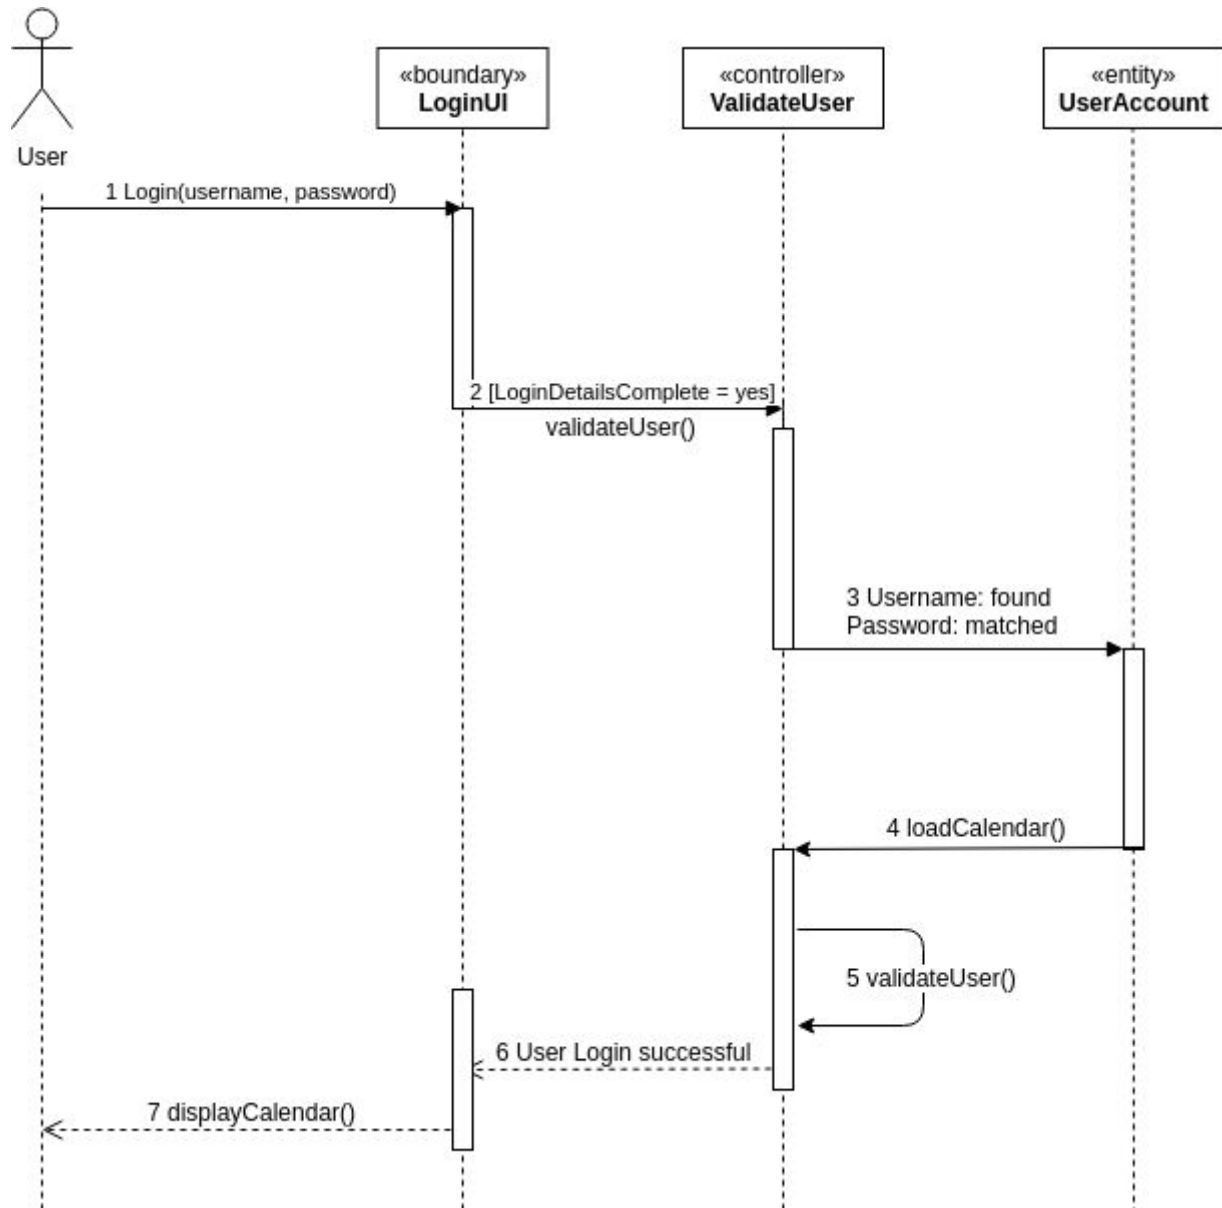 «boundary»
LoginUI
«controller»
ValidateUser
«entity»
UserAccount
User
1 Login(username, password)
2 [LoginDetailsComplete = yes]
validateUser()
3 Username: found
Password: matched
4 loadCalendar()
5 validateUser()
6 User Login successful
7 displayCalendar()